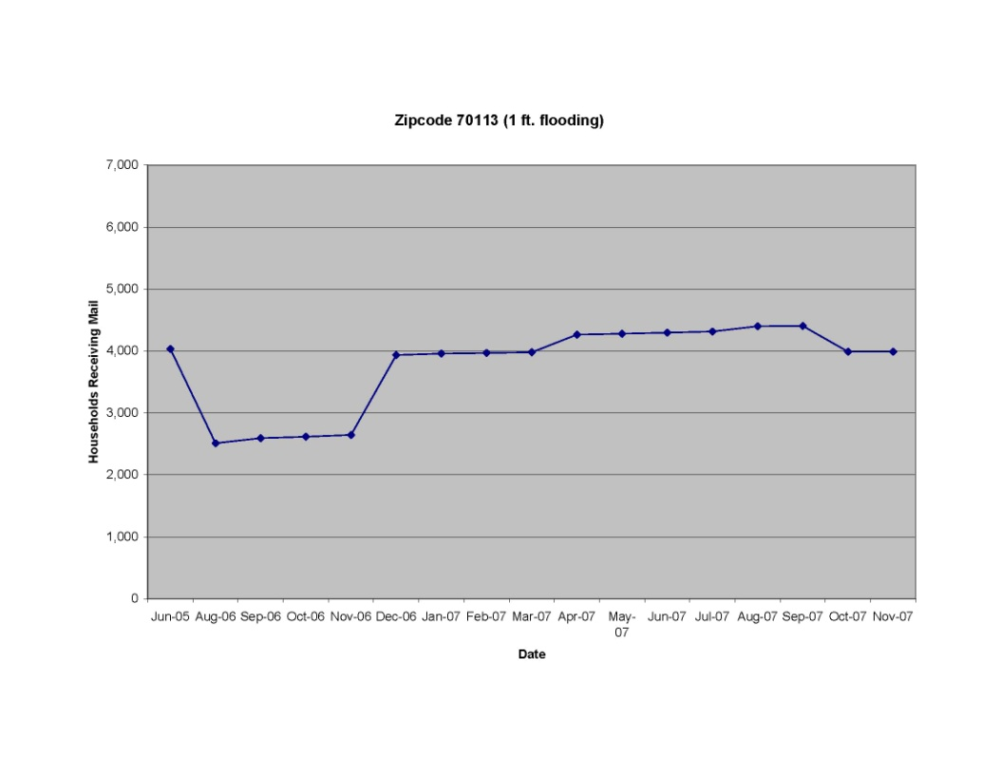 Zipcode 70113 (1 ft. flooding)
7,000
6,000
5,000
4,000
3,000
2,000
1,000
0
Households Receiving Mail
Jun-05 Aug-06 Sep-06 Oct-06 Nov-06 Dec-06 Jan-07 Feb-07 Mar-07 Apr-07 May- Jun-07 Jul-07 Aug-07 Sep-07 Oct-07 Nov-07
07
Date